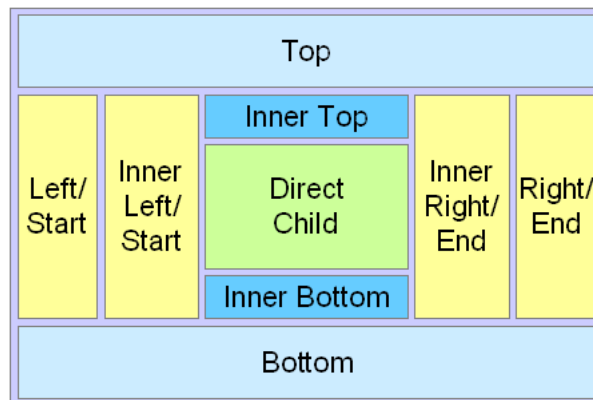 Top
Left/
Start
Inner
Left/
Start
Inner Top
Direct
Child
Inner Bottom
Inner
Right/
End
Right/
End
Bottom